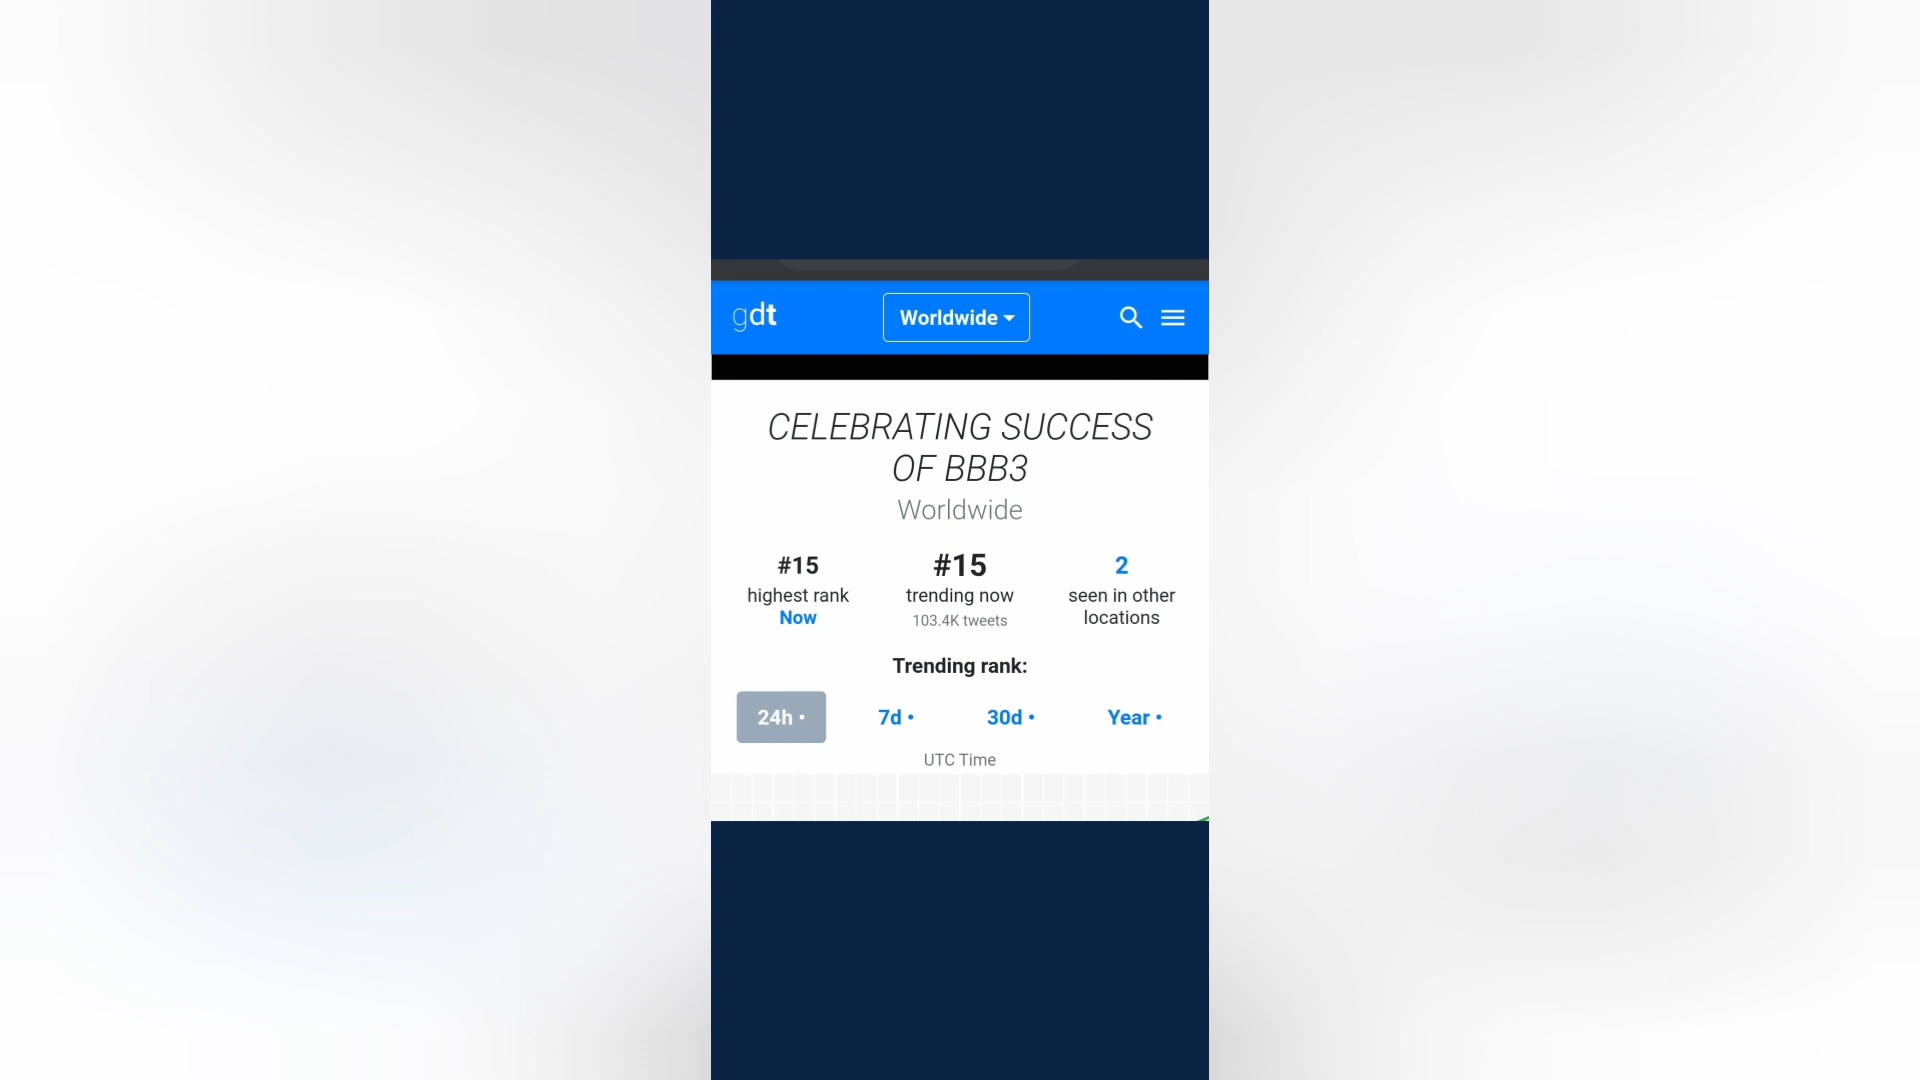 gdt
Worldwide
CELEBRATING SUCCESS
OF BBB3
Worldwide
#15
highest rank
Now
#15
trending now
103.4K tweets
2
seen in other
locations
Trending rank:
24h •
7d •
30d •
Year •
UTC Time